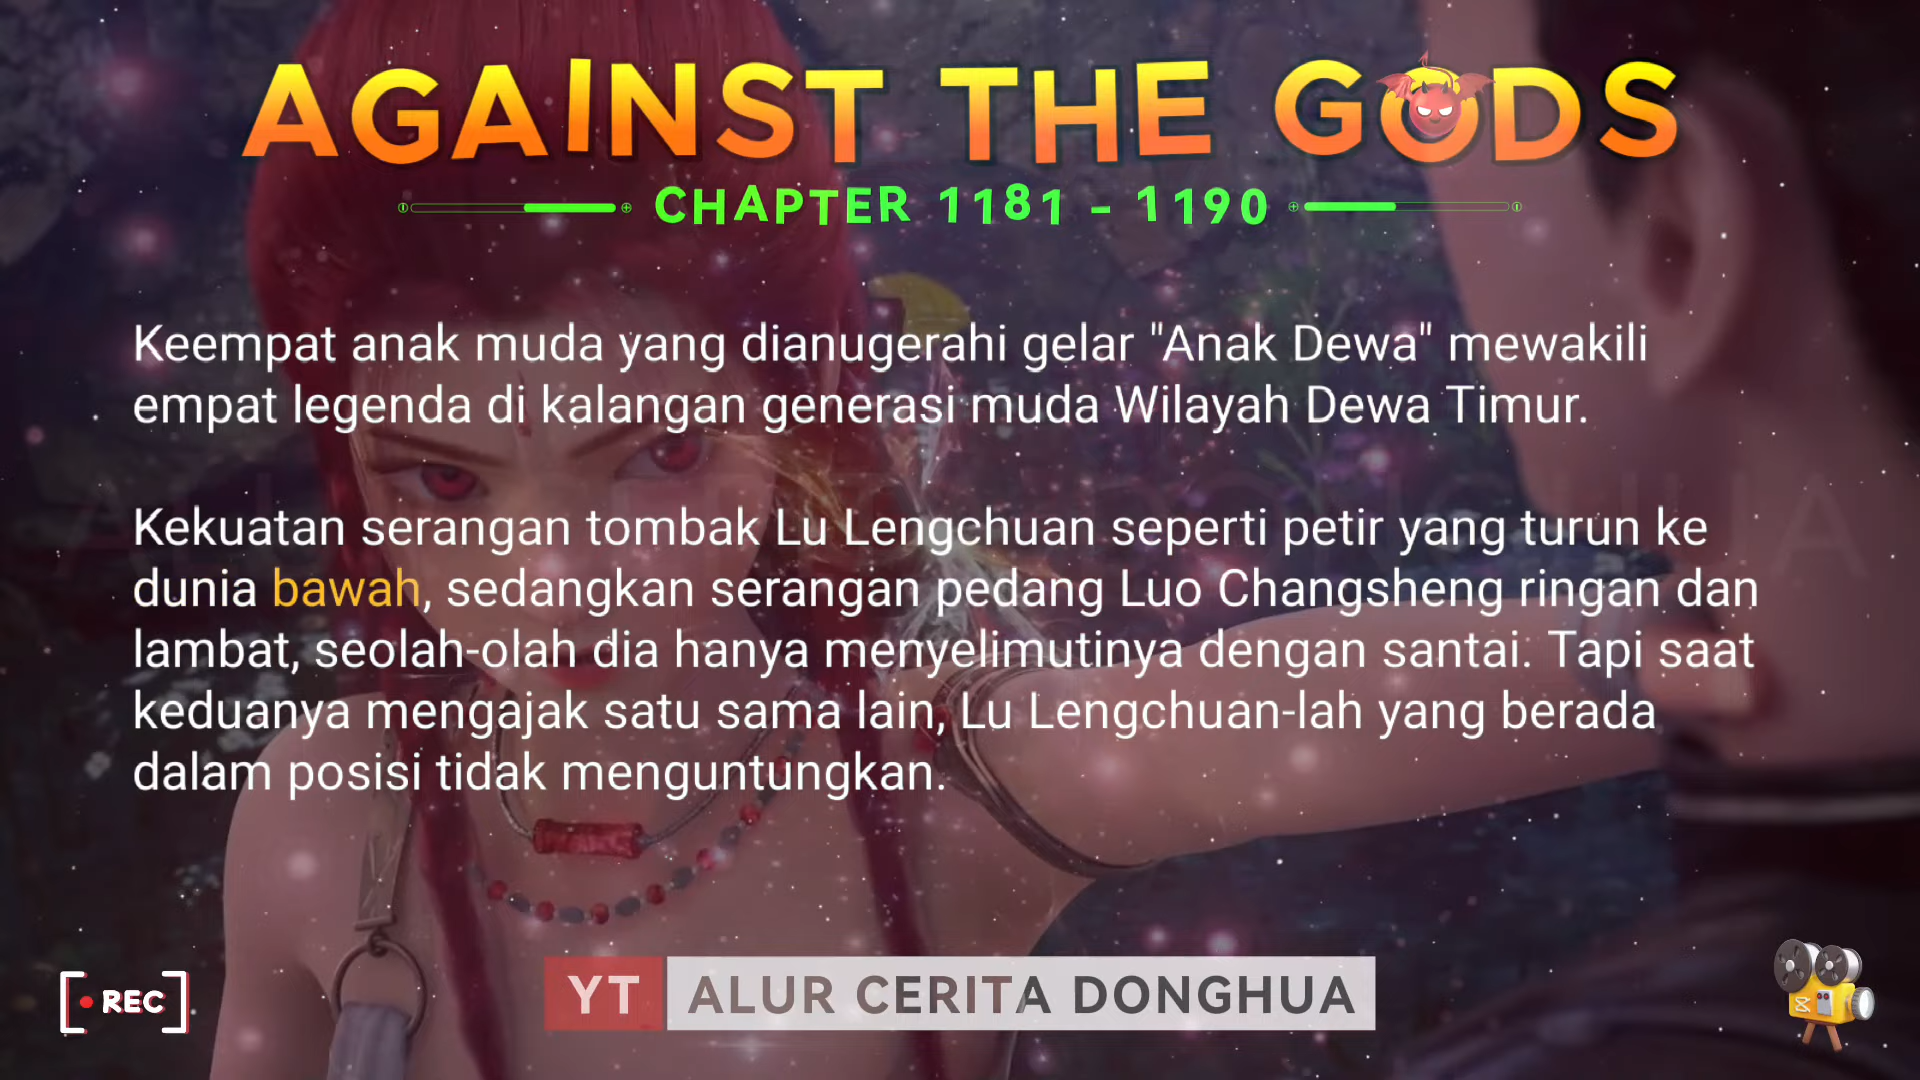 AGAINST THE GODS
CHAPTER 1181 - 1190
Keempat anak muda yang dianugerahi gelar "Anak Dewa" mewakili
empat legenda di kalangan generasi muda Wilayah Dewa Timur.
Kekuatan serangan tombak Lu Lengchuan seperti petir yang turun ke
dunia bawah, sedangkan serangan pedang Luo Changsheng ringan dan
lambat, seolah-olah dia hanya menyelimutinya dengan santai. Tapi saat
keduanya mengajak satu sama lain, Lu Lengchuan-lah yang berada
dalam posisi tidak menguntungkan.
REC
YT ALUR CERITA DONGHUA